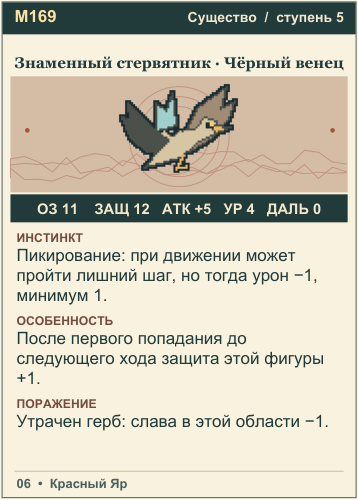 M169
Существо / ступень 5
Знаменный стервятник · Чёрный венец
ОЗ 11 ЗАЩ 12 АТК +5 УР 4 ДАЛЬ 0
ИНСТИНКТ
Пикирование: при движении может
пройти лишний шаг, но тогда урон −1,
минимум 1.
ОСОБЕННОСТЬ
После первого попадания до
следующего хода защита этой фигуры
+1.
ПОРАЖЕНИЕ
Утрачен герб: слава в этой области −1.
06 • Красный Яр